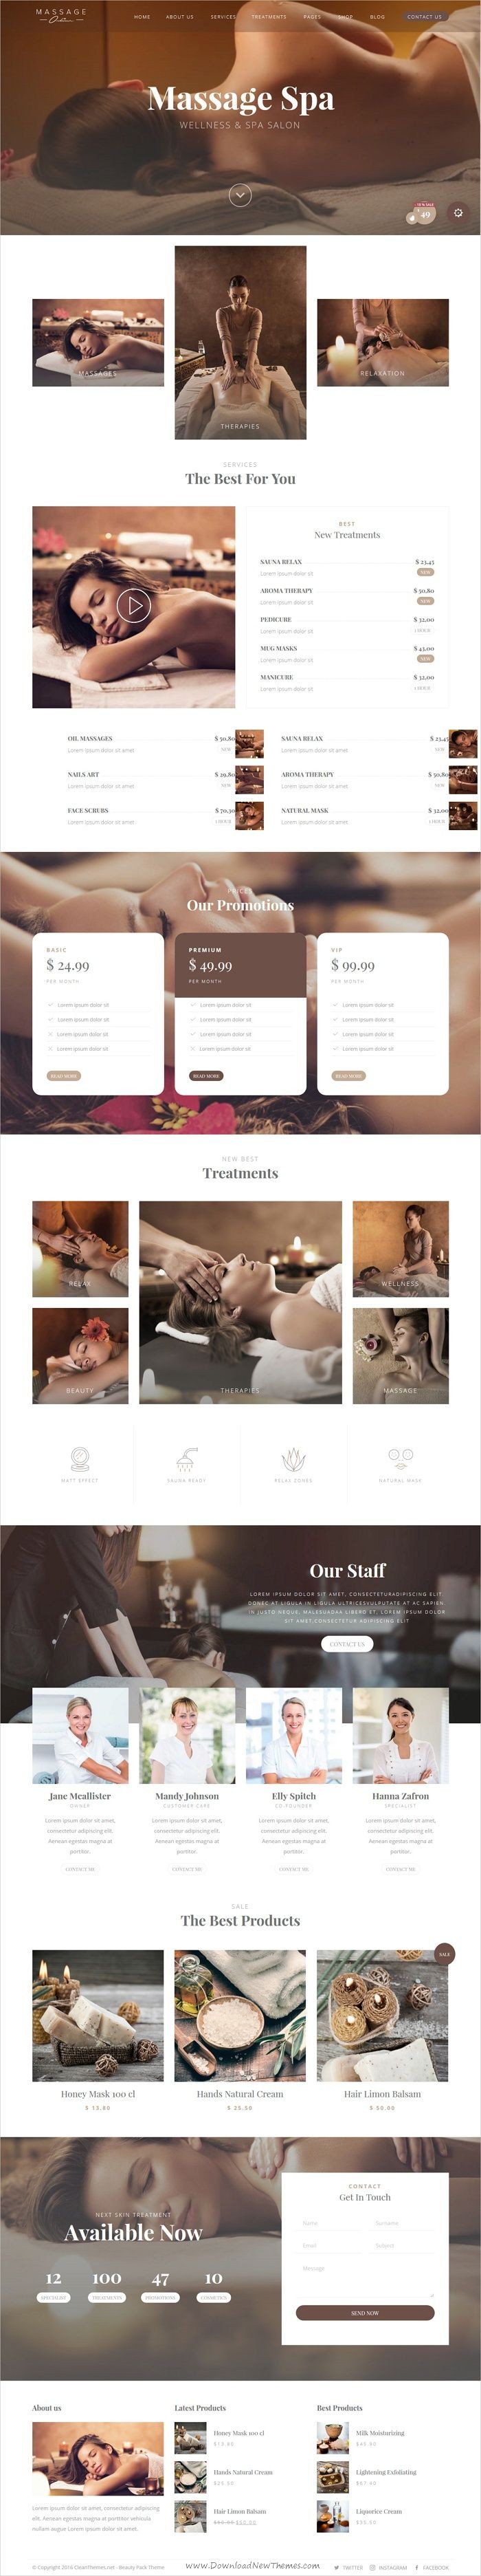 MASSAGE
HOME ABOUT US SERVICES TREATMENTS PAGES SHOP BLOG CONTACT US
Massage Spa
WELLNESS & SPA SALON
49
MASSAGES
THERAPIES
RELAXATION
SERVICES
The Best For You
BEST
New Treatments
SAUNA RELAX $ 23,45
Lorem ipsum dolor sit NEW
AROMA THERAPY $ 50,80
Lorem ipsum dolor sit NEW
PEDICURE $ 32,00
Lorem ipsum dolor sit 1 HOUR
MUG MASKS $ 43,00
Lorem ipsum dolor sit NEW
MANICURE $ 32,00
Lorem ipsum dolor sit 1 HOUR
OIL MASSAGES $ 50,80
Lorem ipsum dolor sit amet NEW
SAUNA RELAX $ 23,45
Lorem ipsum dolor sit amet NEW
NAILS ART $ 29,80
Lorem ipsum dolor sit amet NEW
AROMA THERAPY $ 50,80
Lorem ipsum dolor sit amet NEW
FACE SCRUBS $ 70,30
Lorem ipsum dolor sit amet 1 HOUR
NATURAL MASK $ 32,00
Lorem ipsum dolor sit amet 1 HOUR
PRICES
Our Promotions
BASIC
$ 24.99
PER MONTH
Lorem ipsum dolor sit
Lorem ipsum dolor sit
Lorem ipsum dolor sit
Lorem ipsum dolor sit
READ MORE
PREMIUM
$ 49.99
PER MONTH
Lorem ipsum dolor sit
Lorem ipsum dolor sit
Lorem ipsum dolor sit
Lorem ipsum dolor sit
READ MORE
VIP
$ 99.99
PER MONTH
Lorem ipsum dolor sit
Lorem ipsum dolor sit
Lorem ipsum dolor sit
Lorem ipsum dolor sit
READ MORE
NEW BEST
Treatments
RELAX
WELLNESS
BEAUTY
THERAPIES
MASSAGE
MATT EFFECT
SAUNA READY
RELAX ZONES
NATURAL MASK
Our Staff
LOREM IPSUM DOLOR SIT AMET, CONSECTETURADIPISCING ELIT
DONEC AT LIGULA IN LIGULA ULTRICESVULPUTATE AT AC SAPIEN.
IN JUSTO NEQUE, MALESUADAA LIBERO ET, LOREM IPSUM DOLOR
SIT AMET,CONSECTETUR ADIPISCING ELIT
CONTACT US
Jane Mcallister
OWNER
Lorem ipsum dolor sit amet,
consectetur adipiscing elit.
Aenean egestas magna at
porttitor.
CONTACT ME
Mandy Johnson
CUSTOMER CARE
Lorem ipsum dolor sit amet,
consectetur adipiscing elit.
Aenean egestas magna at
porttitor.
CONTACT ME
Elly Spitch
CO-FOUNDER
Lorem ipsum dolor sit amet,
consectetur adipiscing elit.
Aenean egestas magna at
porttitor.
CONTACT ME
Hanna Zafron
SPECIALIST
Lorem ipsum dolor sit amet,
consectetur adipiscing elit.
Aenean egestas magna at
porttitor.
CONTACT ME
SALE
The Best Products
SALE
Honey Mask 100 cl
$ 13.80
Hands Natural Cream
$ 25.50
Hair Limon Balsam
$ 50.00
NEXT SKIN TREATMENT
Available Now
12 100 47 10
SPECIALIST TREATMENTS PROMOTIONS COSMETICS
CONTACT
Get In Touch
Name Surname
Email Subject
Message
SEND NOW
About us
Lorem ipsum dolor sit amet, consectetur adipiscing
elit. Aenean egestas magna at porttitor vehicula
nullam augue Lorem ipsum dolor sit amet.
Latest Products
Honey Mask 100 cl
$13.80
Hands Natural Cream
$25.50
Hair Limon Balsam
Best Products
Milk Moisturizing
Lightening Exfoliating
Liquorice Cream
© Copyright 2016 CleanThemes.net - Beauty Pack Theme
www.DownloadNewThemes.com
TWITTER INSTAGRAM FACEBOOK